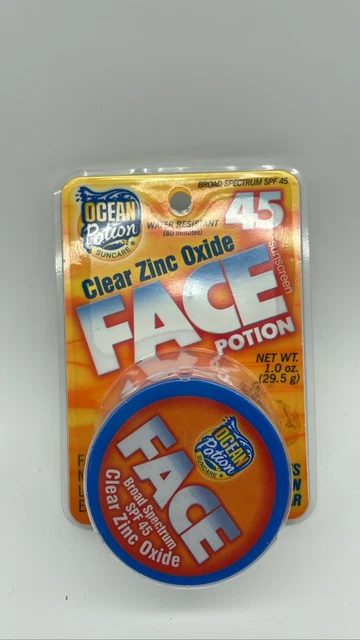 BROAD SPECTRUM SPF 45
OCEAN
Potion
SUNCARE
WATER RESISTANT
(80 minutes)
45
sunscreen
Clear Zinc Oxide
FACE
POTION
NET WT.
1.0 oz.
(29.5 g)
OCEAN
Potion
SUNCARE
FACE
Broad Spectrum
SPF 45
Clear Zinc Oxide